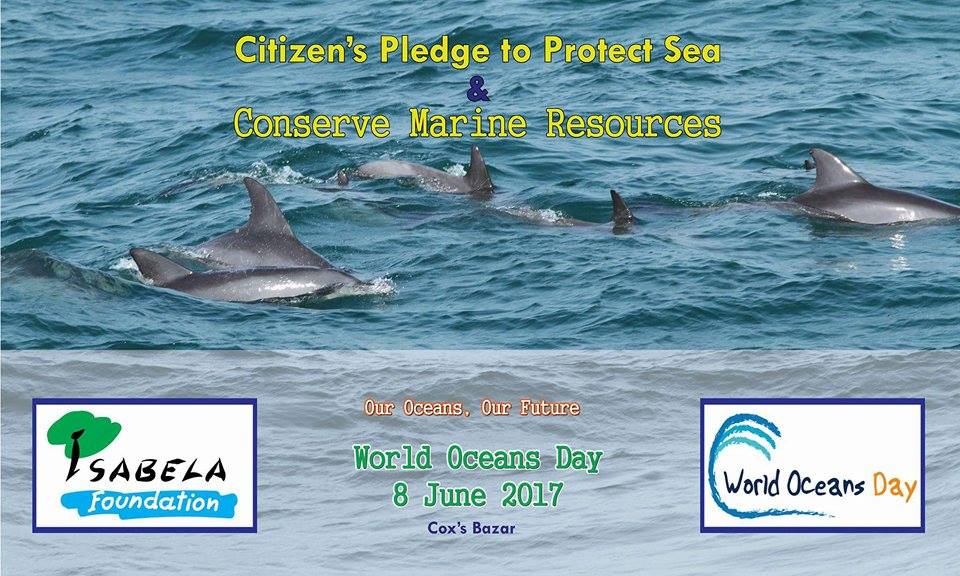 Citizen's Pledge to Protect Sea
&
Conserve Marine Resources
Our Oceans, Our Future
World Oceans Day
8 June 2017
Cox's Bazar
ISABELA
Foundation
World Oceans Day